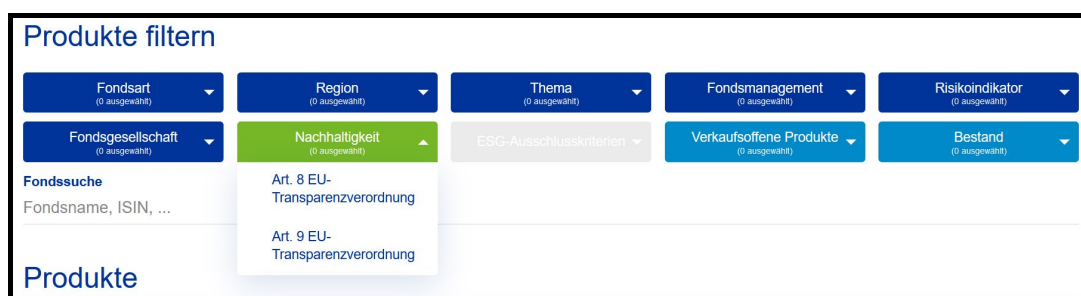 Produkte filtern
Fondsart
(0 ausgewählt)
Region
(0 ausgewählt)
Thema
(0 ausgewählt)
Fondsmanagement
(0 ausgewählt)
Risikoindikator
(0 ausgewählt)
Fondsgesellschaft
(0 ausgewählt)
Nachhaltigkeit
(0 ausgewählt)
ESG-Ausschlusskriterien
Verkaufsoffene Produkte
(0 ausgewählt)
Bestand
(0 ausgewählt)
Fondssuche
Fondsname, ISIN, ...
Art. 8 EU-
Transparenzverordnung
Art. 9 EU-
Transparenzverordnung
Produkte